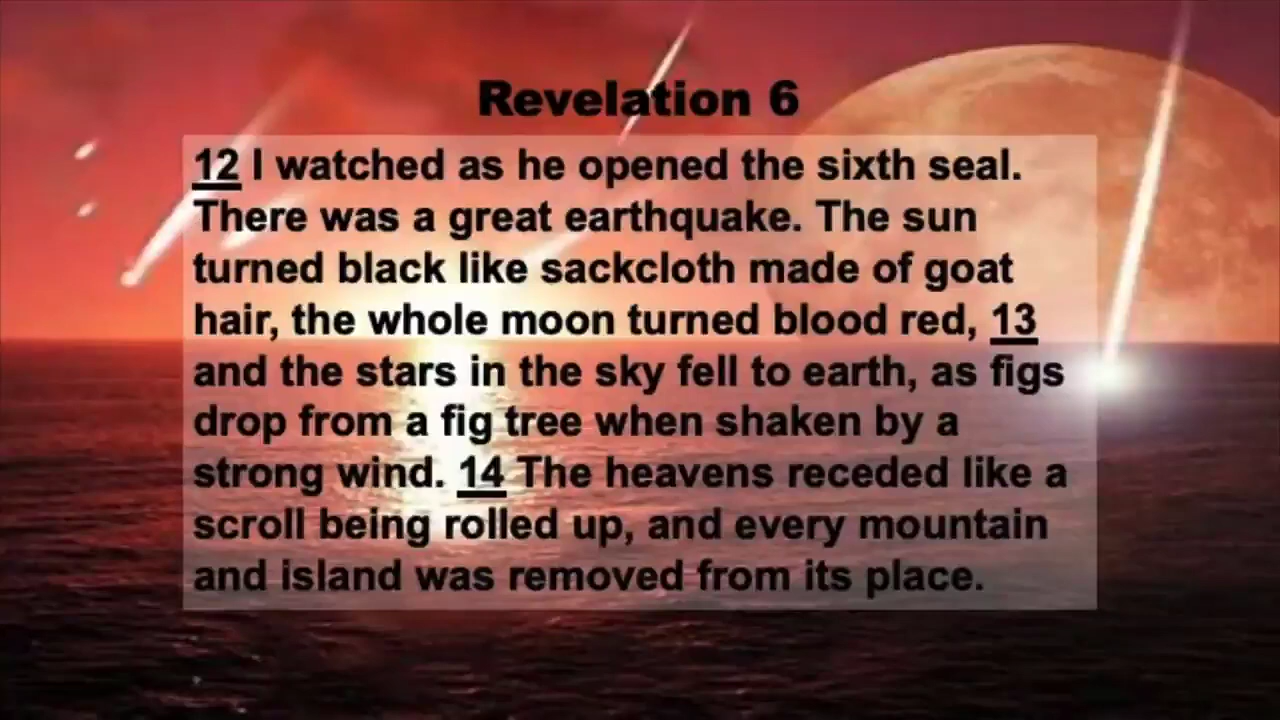 Revelation 6
12 I watched as he opened the sixth seal.
There was a great earthquake. The sun
turned black like sackcloth made of goat
hair, the whole moon turned blood red, 13
and the stars in the sky fell to earth, as figs
drop from a fig tree when shaken by a
strong wind. 14 The heavens receded like a
scroll being rolled up, and every mountain
and island was removed from its place.